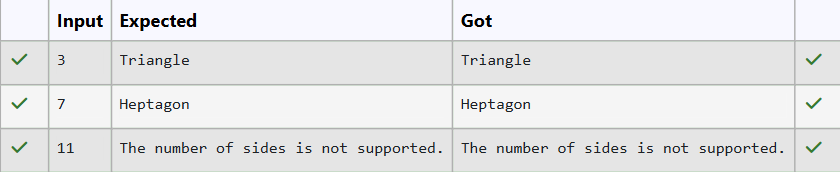 Input Expected Got
3 Triangle Triangle
7 Heptagon Heptagon
11 The number of sides is not supported. The number of sides is not supported.